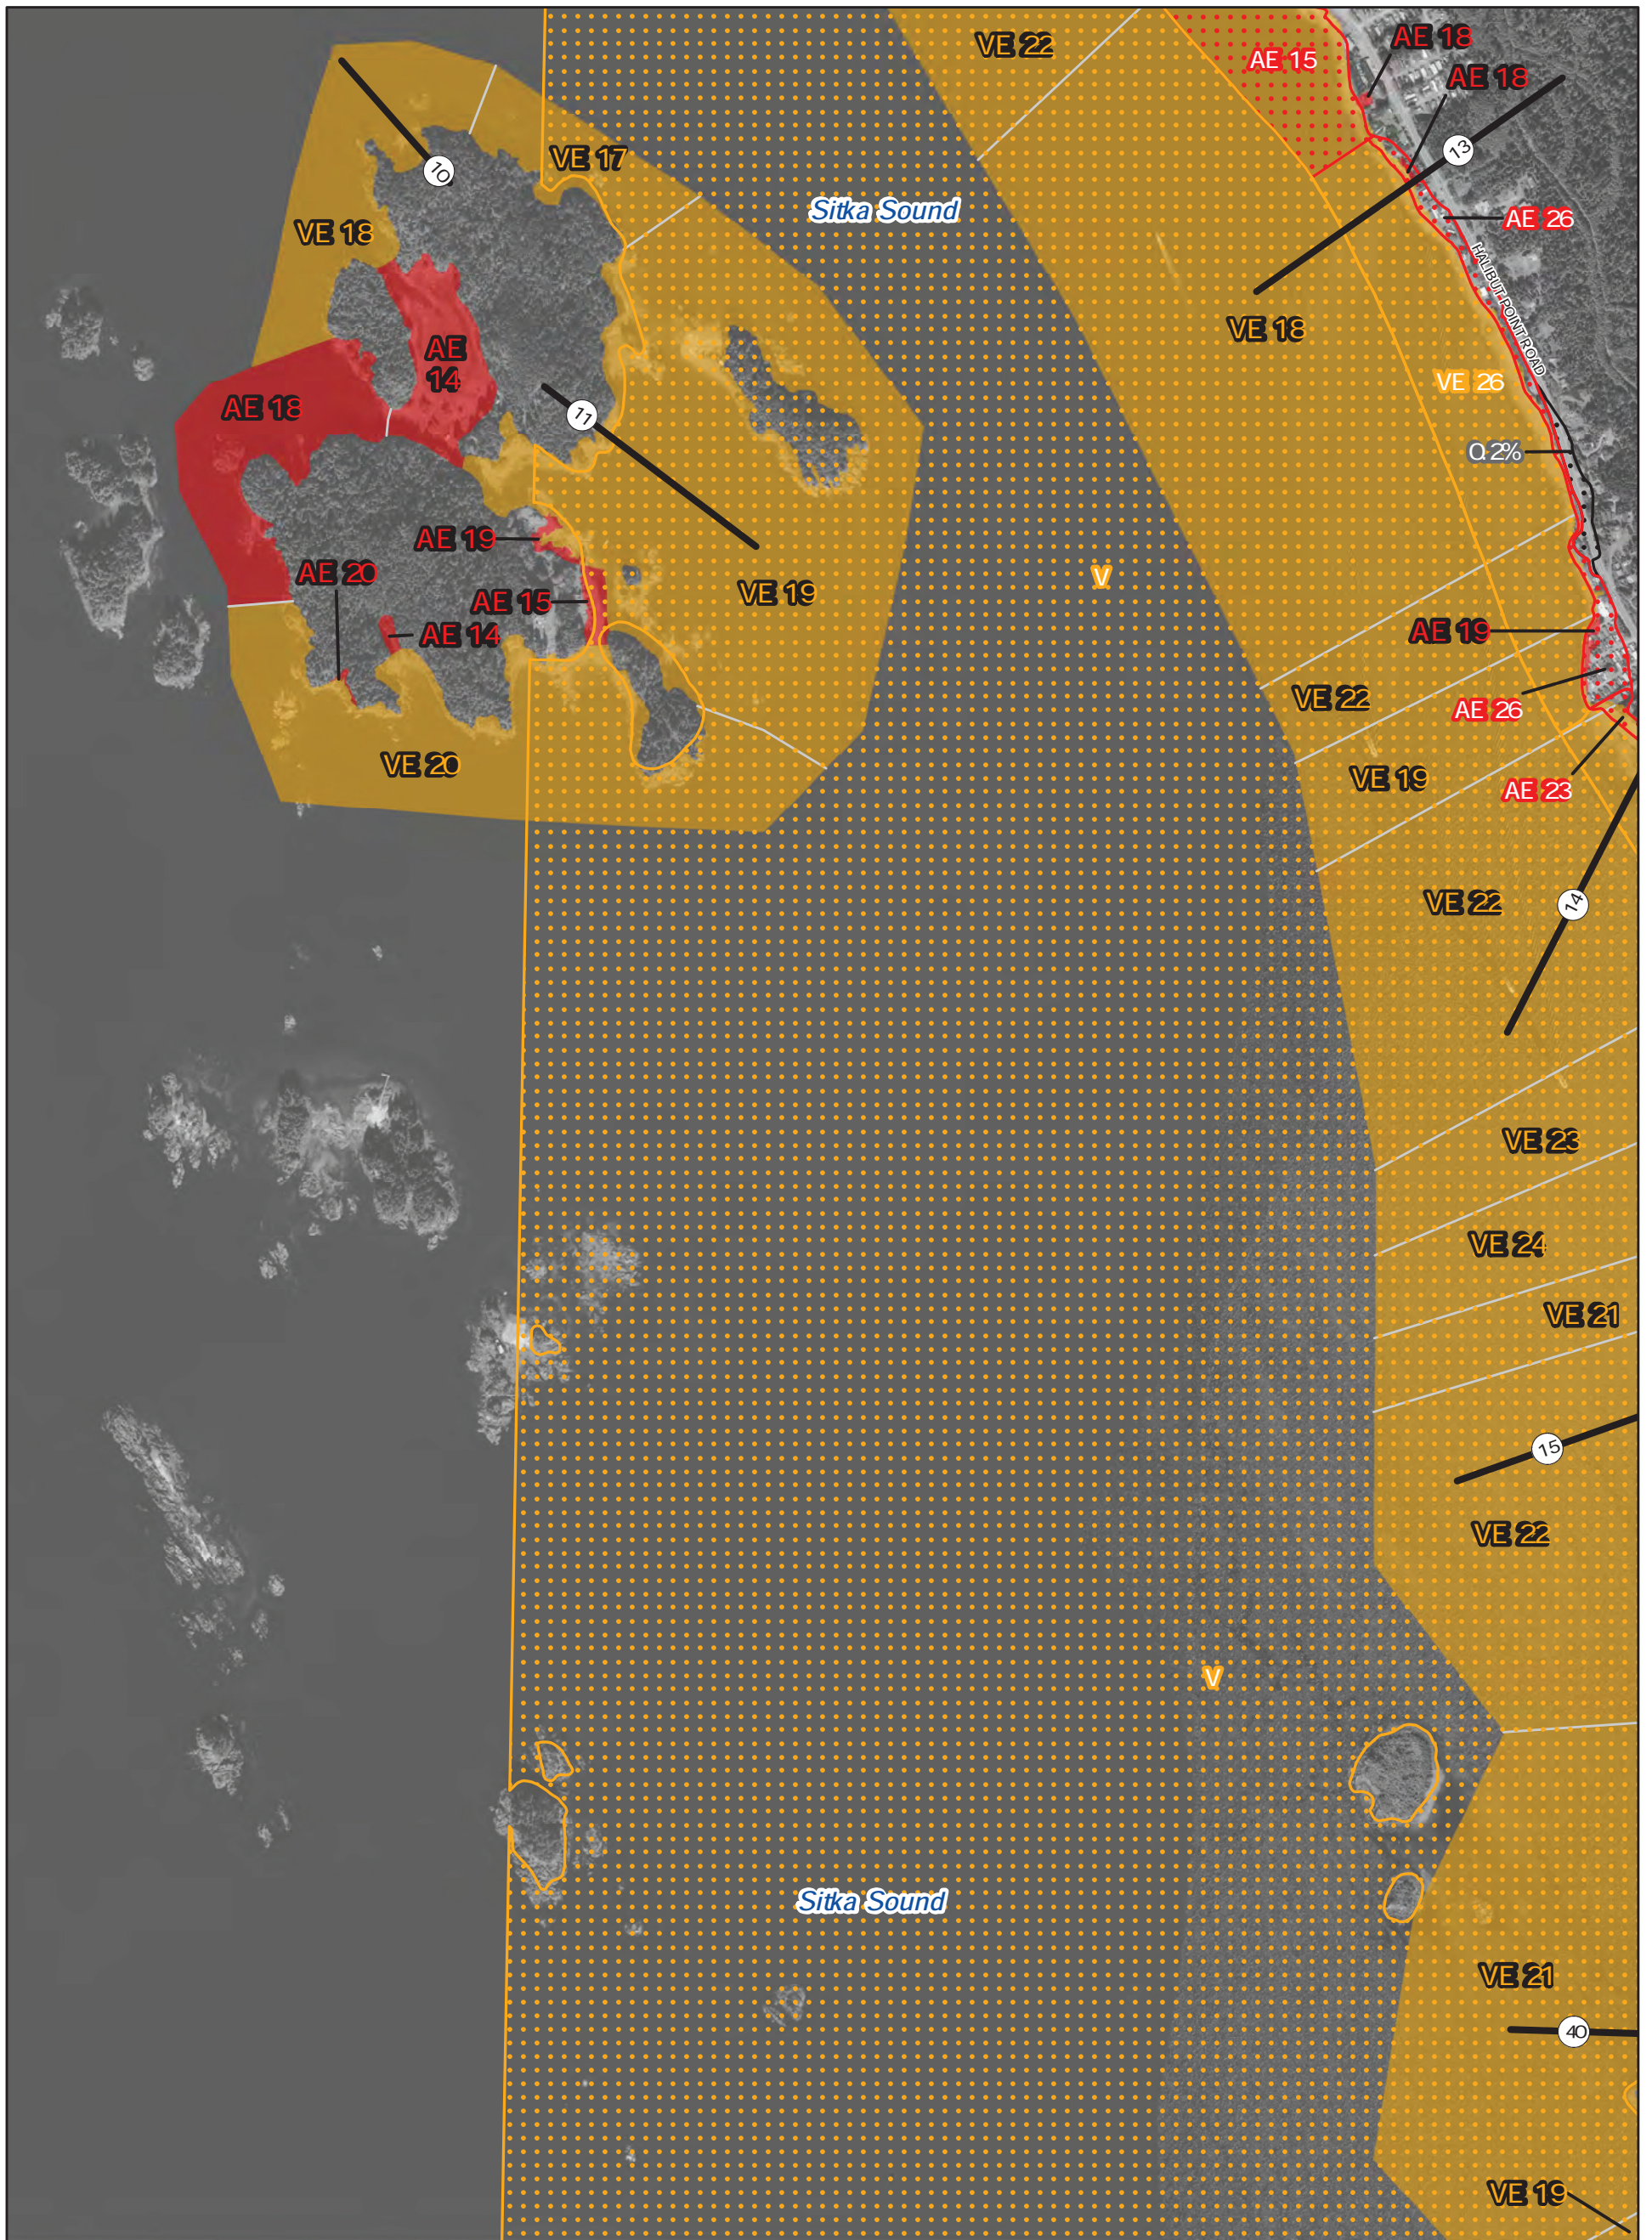 VE 22
AE 18
AE 15
AE 18
13
VE 17
10
Sitka Sound
AE 26
VE 18
HALIBUT POINT ROAD
VE 18
AE
14
VE 26
AE 18
11
0.2%
AE 19
AE 20
V
VE 19
AE 15
AE 14
AE 19
VE 22
AE 26
VE 20
VE 19
AE 23
VE 22
14
VE 23
VE 24
VE 21
15
VE 22
V
Sitka Sound
VE 21
40
VE 19